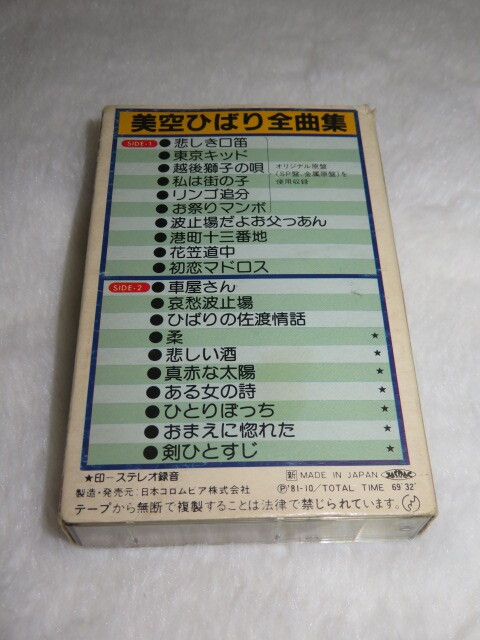 美空ひばり全曲集
SIDE-1 ●悲しき口笛
●東京キッド
●越後獅子の唄
●私は街の子
●リンゴ追分
●お祭りマンボ
オリジナル原盤
(SP盤、金属原盤)を
使用収録
●波止場だよお父つあん
●港町十三番地
●花笠道中
●初恋マドロス
SIDE-2 ●車屋さん
●哀愁波止場
●ひばりの佐渡情話
●柔 ★
●悲しい酒 ★
●真赤な太陽 ★
●ある女の詩 ★
●ひとりぼっち ★
●おまえに惚れた ★
●剣ひとすじ ★
★印-ステレオ録音
新 MADE IN JAPAN
製造・発売元:日本コロムビア株式会社
Ⓟ'81-10/TOTAL TIME 69'32"
テープから無断で複製することは法律で禁じられています。